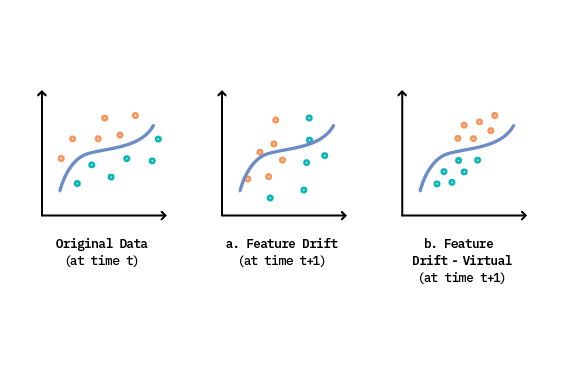 Original Data
(at time t)
a. Feature Drift
(at time t+1)
b. Feature
Drift - Virtual
(at time t+1)